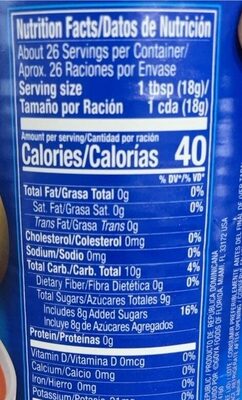 Nutrition Facts/Datos de Nutrición
About 26 Servings per Container/
Aprox. 26 Raciones por Envase
Serving size 1 tbsp (18g)/
Tamaño por Ración 1 cda (18g)
Amount per serving/Cantidad por ración
Calories/Calorías 40
% DV*/% VD*
Total Fat/Grasa Total 0g 0%
Sat. Fat/Grasa Sat. 0g 0%
Trans Fat/Grasa Trans 0g
Cholesterol/Colesterol 0mg 0%
Sodium/Sodio 0mg 0%
Total Carb./Carb. Total 10g 4%
Dietary Fiber/Fibra Dietética 0g 0%
Total Sugars/Azúcares Totales 9g
Includes 8g Added Sugars 16%
Incluye 8g de Azúcares Agregados
Protein/Proteínas 0g
Vitamin D/Vitamina D 0mcg 0%
Calcium/Calcio 0mg 0%
Iron/Hierro 0mg 0%
Potassium/Potasio 0%